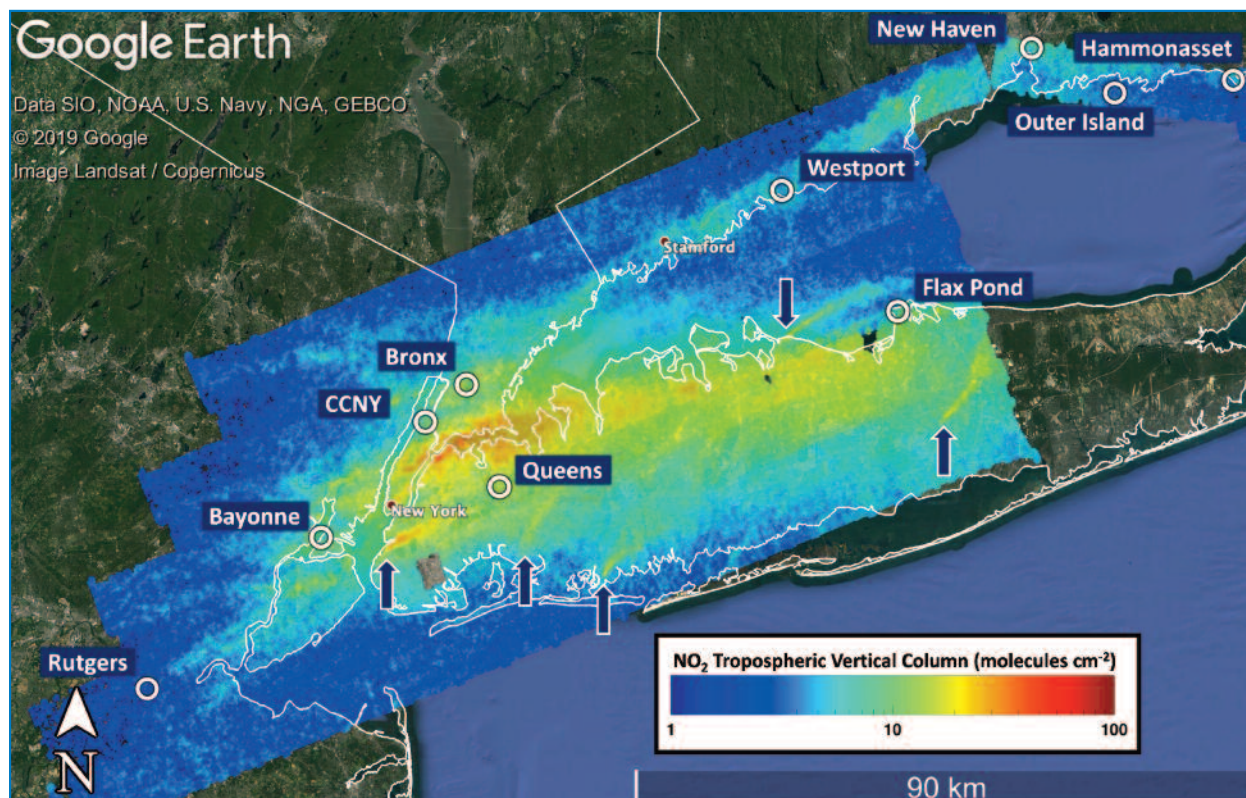 Google Earth
Data SIO, NOAA, U.S. Navy, NGA, GEBCO
© 2019 Google
Image Landsat / Copernicus
New Haven
Hammonasset
Outer Island
Westport
Stamford
Flax Pond
Bronx
CCNY
Queens
New York
Bayonne
Rutgers
N
NO₂ Tropospheric Vertical Column (molecules cm⁻²)
1 10 100
90 km